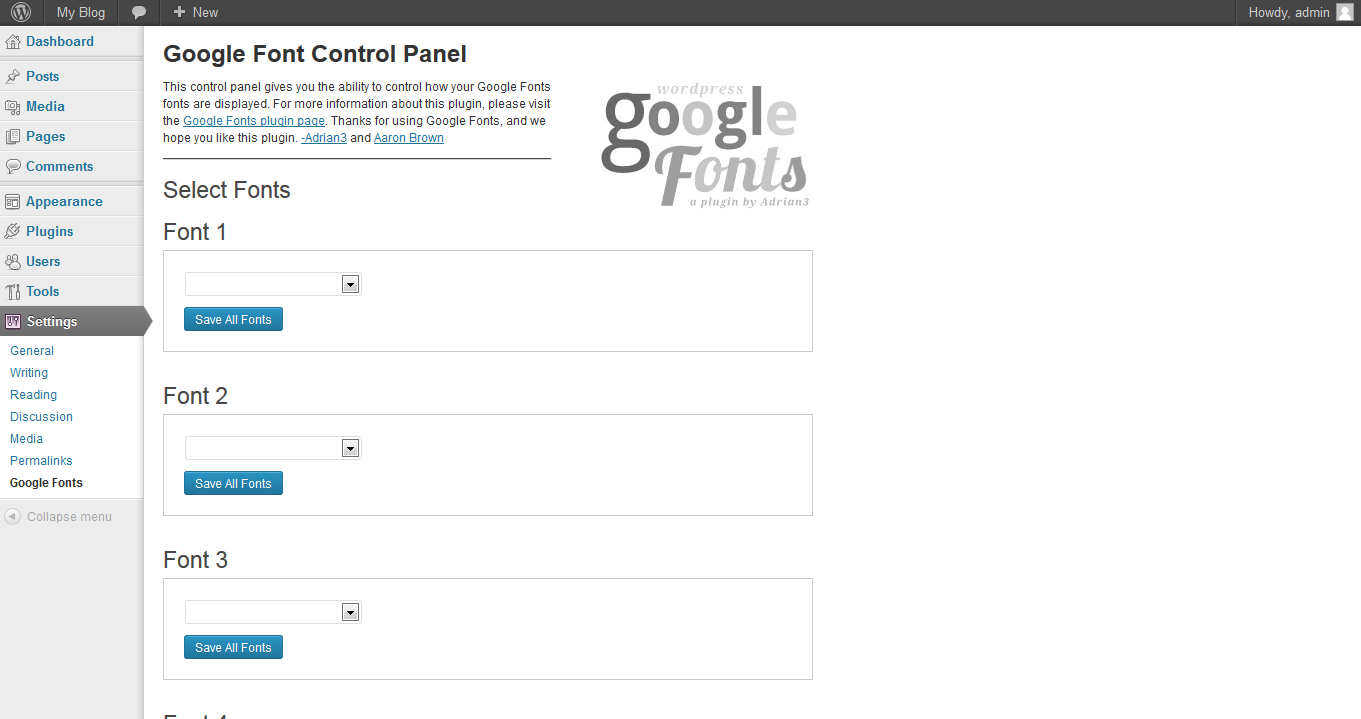 My Blog
New
Howdy, admin
Dashboard
Posts
Media
Pages
Comments
Appearance
Plugins
Users
Tools
Settings
General
Writing
Reading
Discussion
Media
Permalinks
Google Fonts
Collapse menu
Google Font Control Panel
This control panel gives you the ability to control how your Google Fonts
fonts are displayed. For more information about this plugin, please visit
the Google Fonts plugin page. Thanks for using Google Fonts, and we
hope you like this plugin. -Adrian3 and Aaron Brown
wordpress
google
Fonts
a plugin by Adrian3
Select Fonts
Font 1
Save All Fonts
Font 2
Save All Fonts
Font 3
Save All Fonts
Font 4